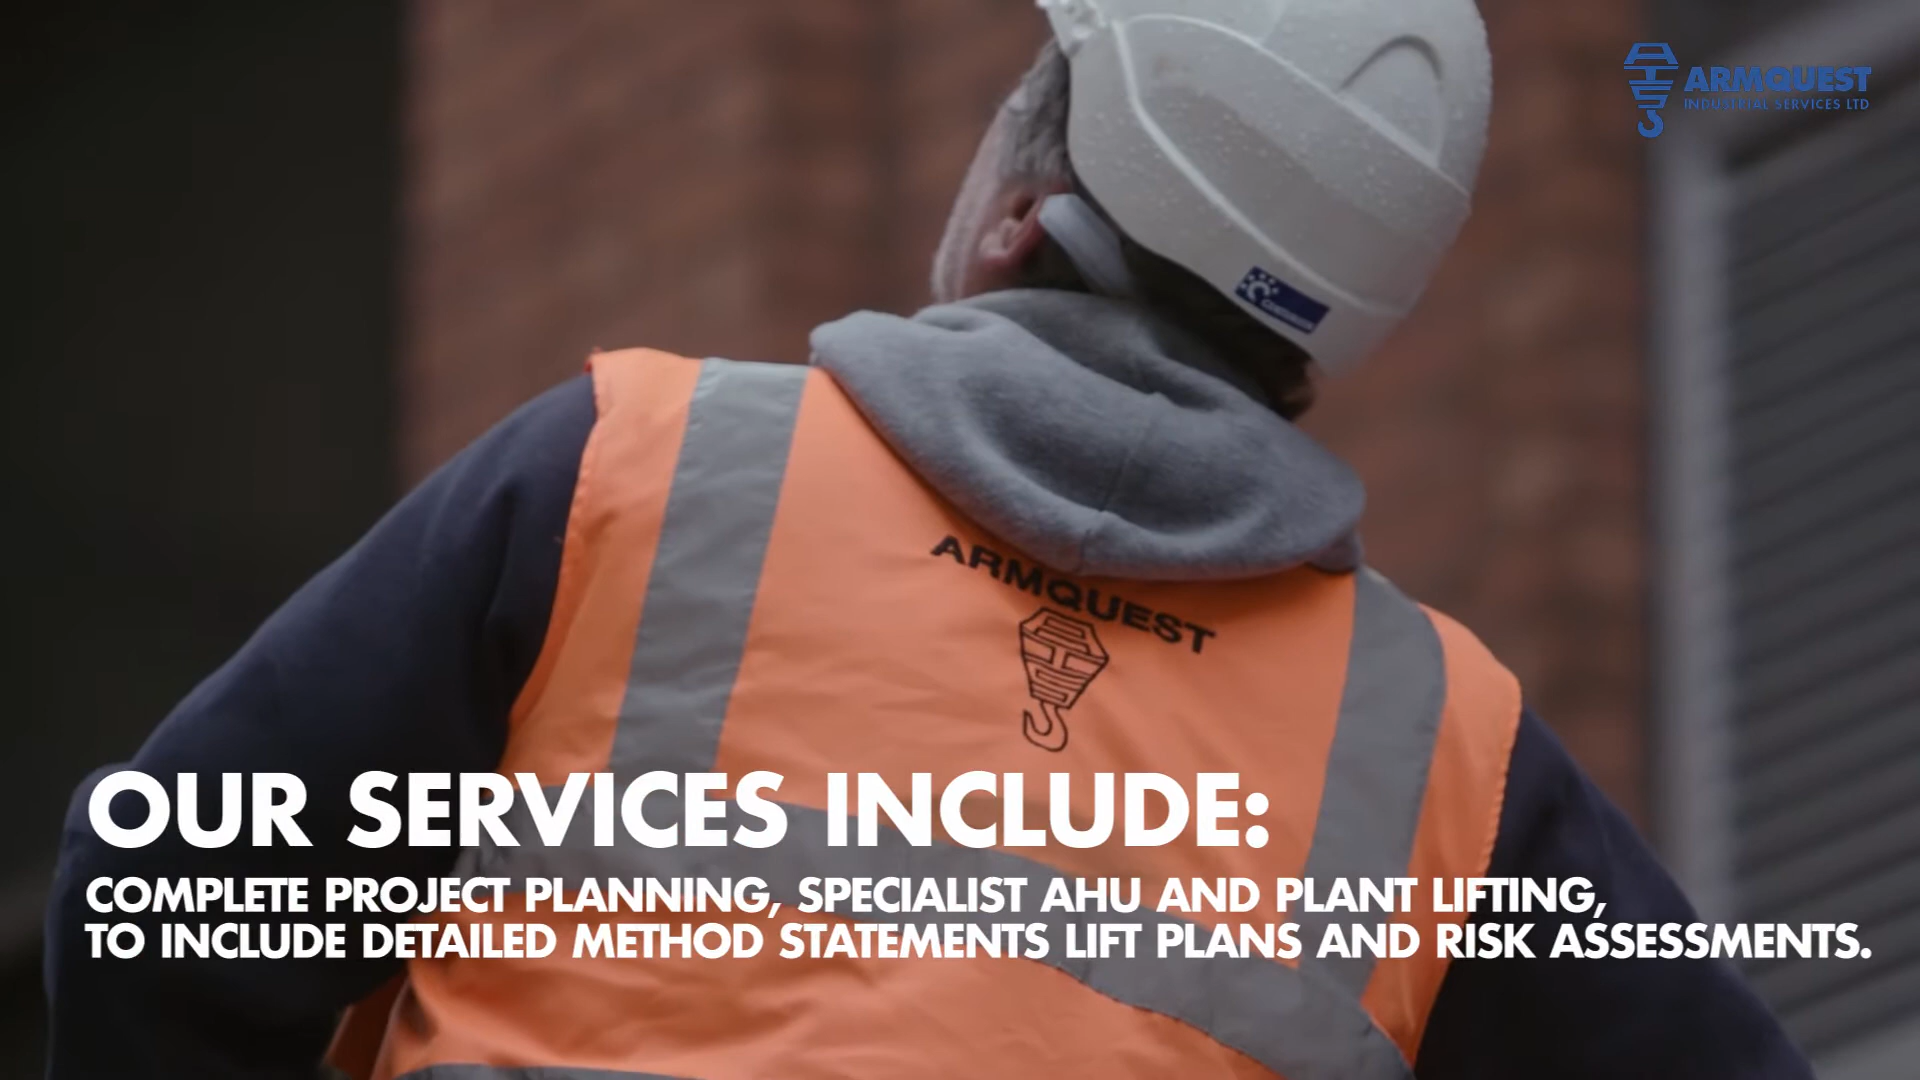 ARMQUEST
INDUSTRIAL SERVICES LTD
ARMQUEST
OUR SERVICES INCLUDE:
COMPLETE PROJECT PLANNING, SPECIALIST AHU AND PLANT LIFTING,
TO INCLUDE DETAILED METHOD STATEMENTS LIFT PLANS AND RISK ASSESSMENTS.